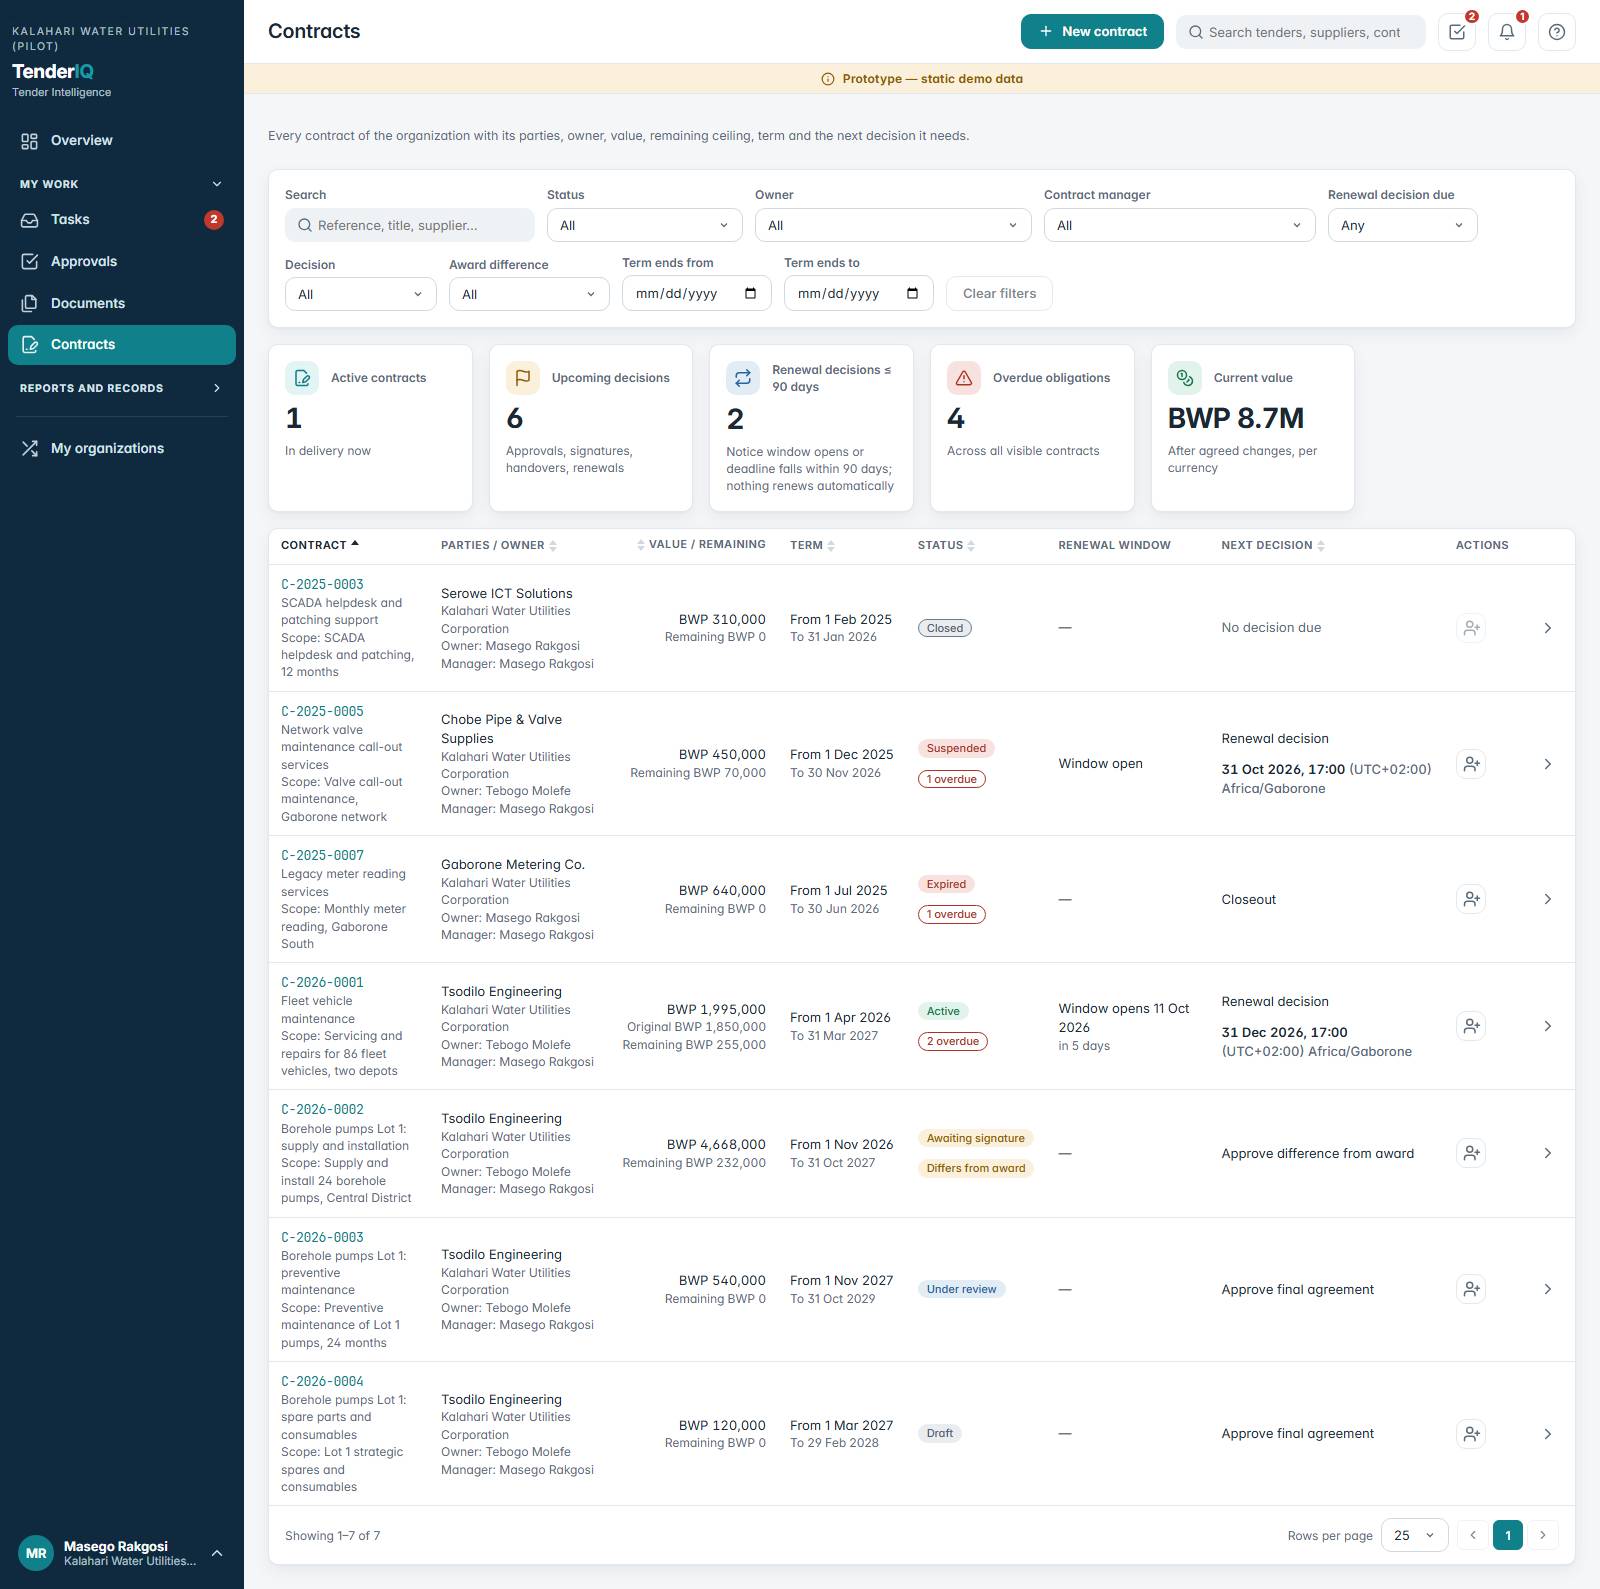 KALAHARI WATER UTILITIES
(PILOT)
TenderIQ
Tender Intelligence
Overview
MY WORK
Tasks
2
Approvals
Documents
Contracts
REPORTS AND RECORDS
My organizations
MR
Masego Rakgosi
Kalahari Water Utilities...
Contracts
New contract
Search tenders, suppliers, cont
2
1
Prototype — static demo data
Every contract of the organization with its parties, owner, value, remaining ceiling, term and the next decision it needs.
Search
Reference, title, supplier...
Status
All
Owner
All
Contract manager
All
Renewal decision due
Any
Decision
All
Award difference
All
Term ends from
mm/dd/yyyy
Term ends to
mm/dd/yyyy
Clear filters
Active contracts
1
In delivery now
Upcoming decisions
6
Approvals, signatures,
handovers, renewals
Renewal decisions ≤
90 days
2
Notice window opens or
deadline falls within 90 days;
nothing renews automatically
Overdue obligations
4
Across all visible contracts
Current value
BWP 8.7M
After agreed changes, per
currency
CONTRACT PARTIES / OWNER VALUE / REMAINING TERM STATUS RENEWAL WINDOW NEXT DECISION ACTIONS
C-2025-0003
SCADA helpdesk and
patching support
Scope: SCADA
helpdesk and patching,
12 months
Serowe ICT Solutions
Kalahari Water Utilities
Corporation
Owner: Masego Rakgosi
Manager: Masego Rakgosi
BWP 310,000
Remaining BWP 0
From 1 Feb 2025
To 31 Jan 2026
Closed
—
No decision due
C-2025-0005
Network valve
maintenance call-out
services
Scope: Valve call-out
maintenance,
Gaborone network
Chobe Pipe & Valve
Supplies
Kalahari Water Utilities
Corporation
Owner: Tebogo Molefe
Manager: Masego Rakgosi
BWP 450,000
Remaining BWP 70,000
From 1 Dec 2025
To 30 Nov 2026
Suspended
1 overdue
Window open
Renewal decision
31 Oct 2026, 17:00 (UTC+02:00)
Africa/Gaborone
C-2025-0007
Legacy meter reading
services
Scope: Monthly meter
reading, Gaborone
South
Gaborone Metering Co.
Kalahari Water Utilities
Corporation
Owner: Masego Rakgosi
Manager: Masego Rakgosi
BWP 640,000
Remaining BWP 0
From 1 Jul 2025
To 30 Jun 2026
Expired
1 overdue
—
Closeout
C-2026-0001
Fleet vehicle
maintenance
Scope: Servicing and
repairs for 86 fleet
vehicles, two depots
Tsodilo Engineering
Kalahari Water Utilities
Corporation
Owner: Tebogo Molefe
Manager: Masego Rakgosi
BWP 1,995,000
Original BWP 1,850,000
Remaining BWP 255,000
From 1 Apr 2026
To 31 Mar 2027
Active
2 overdue
Window opens 11 Oct
2026
in 5 days
Renewal decision
31 Dec 2026, 17:00
(UTC+02:00) Africa/Gaborone
C-2026-0002
Borehole pumps Lot 1:
supply and installation
Scope: Supply and
install 24 borehole
pumps, Central District
Tsodilo Engineering
Kalahari Water Utilities
Corporation
Owner: Tebogo Molefe
Manager: Masego Rakgosi
BWP 4,668,000
Remaining BWP 232,000
From 1 Nov 2026
To 31 Oct 2027
Awaiting signature
Differs from award
—
Approve difference from award
C-2026-0003
Borehole pumps Lot 1:
preventive
maintenance
Scope: Preventive
maintenance of Lot 1
pumps, 24 months
Tsodilo Engineering
Kalahari Water Utilities
Corporation
Owner: Tebogo Molefe
Manager: Masego Rakgosi
BWP 540,000
Remaining BWP 0
From 1 Nov 2027
To 31 Oct 2029
Under review
—
Approve final agreement
C-2026-0004
Borehole pumps Lot 1:
spare parts and
consumables
Scope: Lot 1 strategic
spares and
consumables
Tsodilo Engineering
Kalahari Water Utilities
Corporation
Owner: Tebogo Molefe
Manager: Masego Rakgosi
BWP 120,000
Remaining BWP 0
From 1 Mar 2027
To 29 Feb 2028
Draft
—
Approve final agreement
Showing 1–7 of 7
Rows per page
25
1